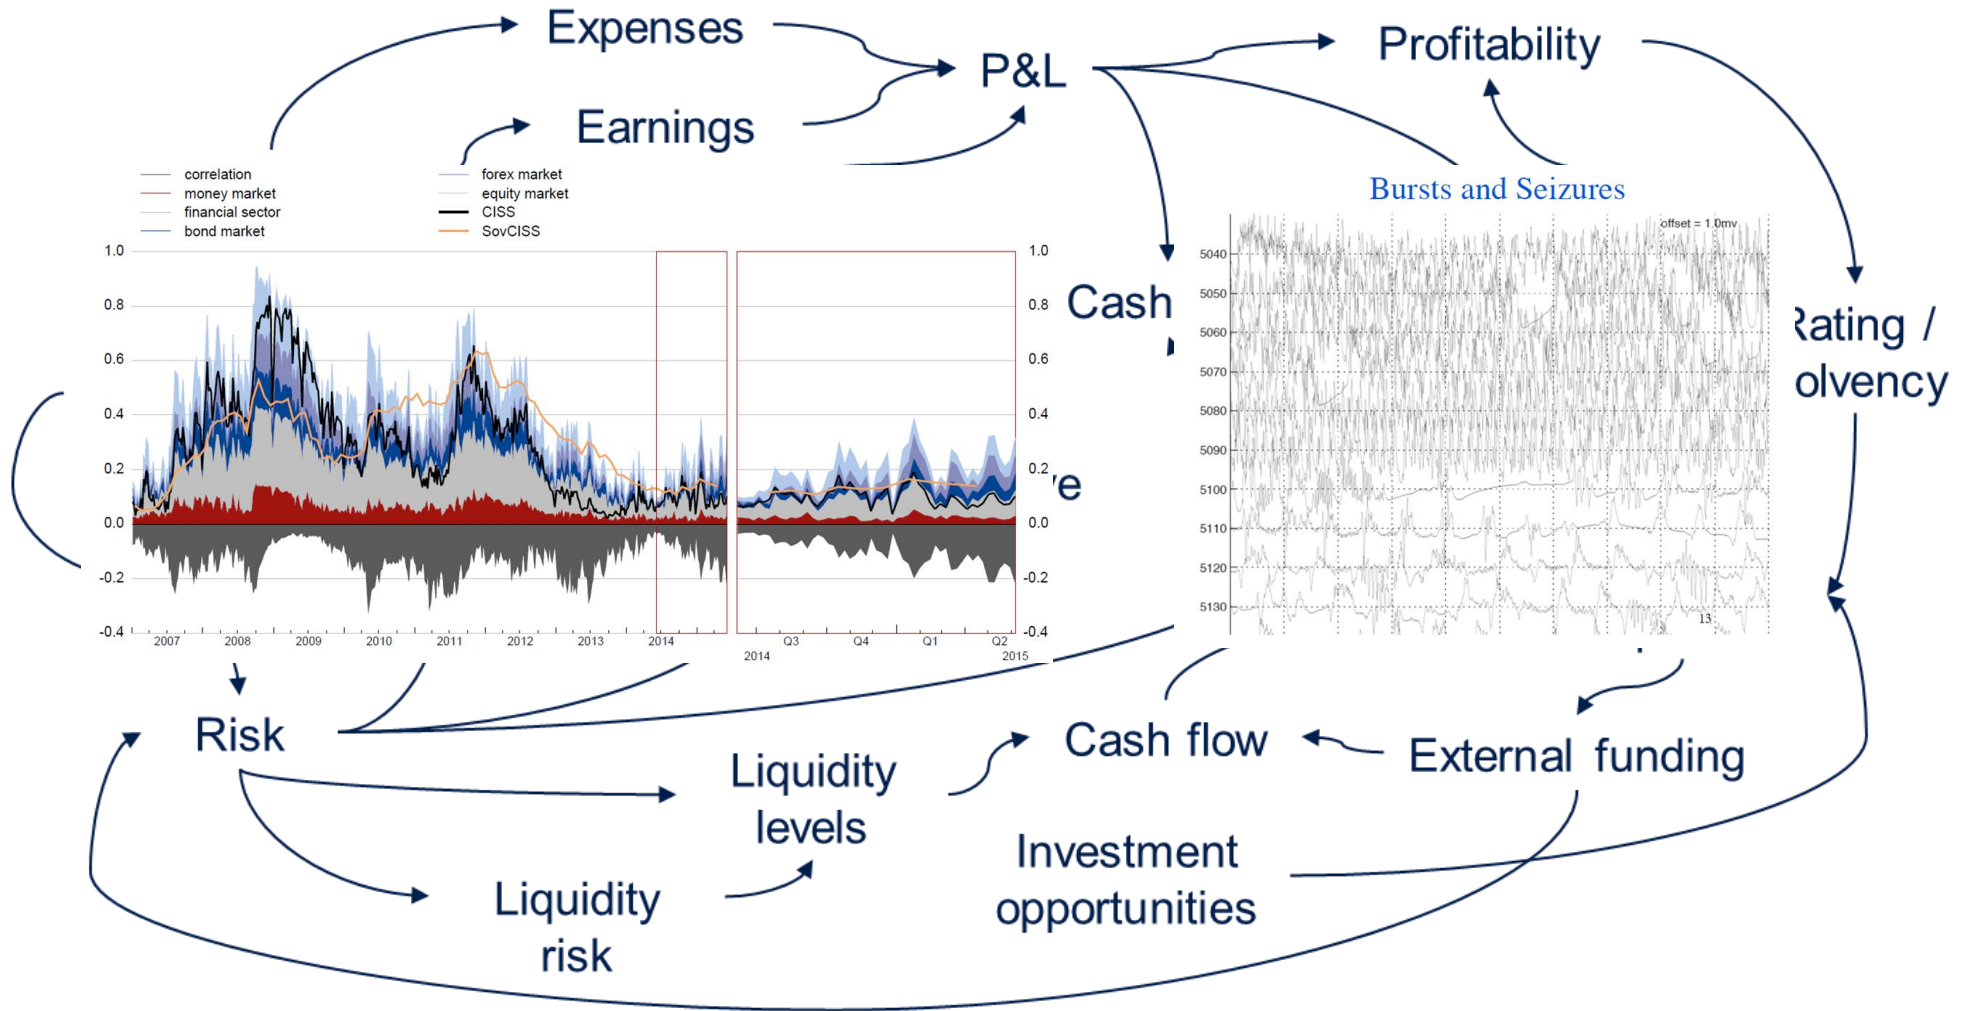 Expenses
P&L
Profitability
Earnings
correlation
money market
financial sector
bond market
forex market
equity market
CISS
SovCISS
1.0
0.8
0.6
0.4
0.2
0.0
-0.2
-0.4
2007 2008 2009 2010 2011 2012 2013 2014
1.0
0.8
0.6
0.4
0.2
0.0
-0.2
-0.4
Q3 Q4 Q1 Q2
2014 2015
Cash
re
Bursts and Seizures
offset = 1.0mv
5040
5050
5060
5070
5080
5090
5100
5110
5120
5130
13
Rating /
olvency
Risk
Liquidity
levels
Cash flow
External funding
Liquidity
risk
Investment
opportunities